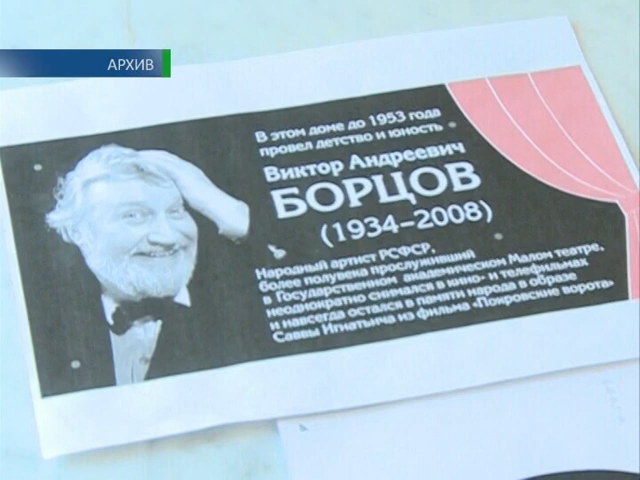 АРХИВ
В этом доме до 1953 года
провел детство и юность
Виктор Андреевич
БОРЦОВ
(1934–2008)
Народный артист РСФСР,
более полувека прослуживший
в Государственном академическом Малом театре,
неоднократно снимался в кино- и телефильмах
и навсегда остался в памяти народа в образе
Саввы Игнатьича из фильма «Покровские ворота»